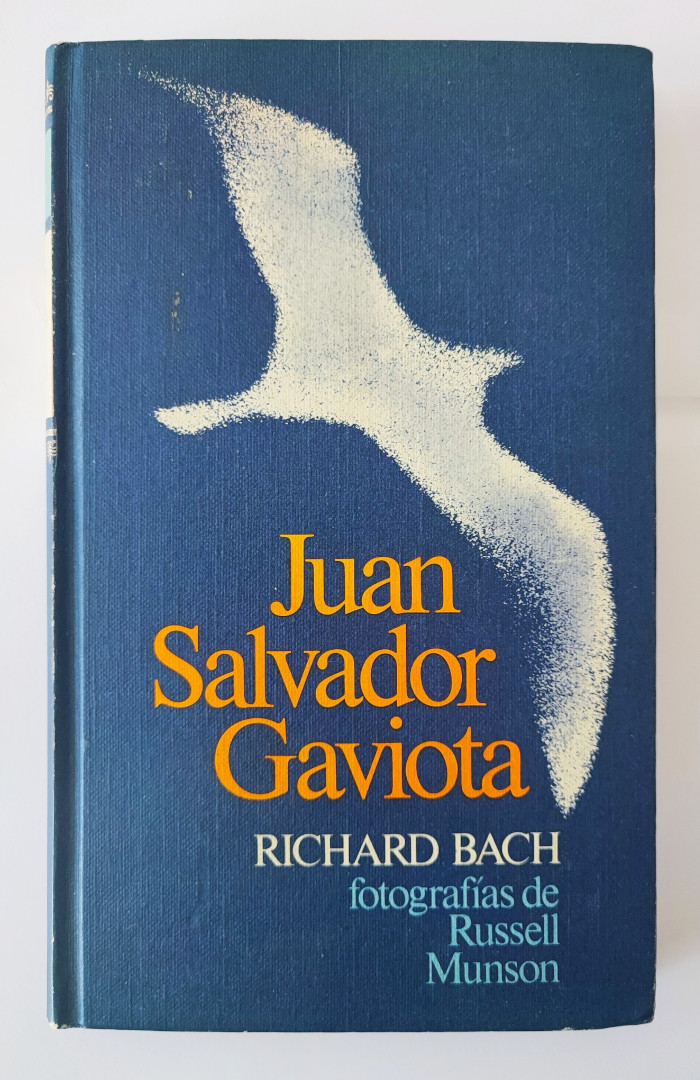 Juan
Salvador
Gaviota
RICHARD BACH
fotografías de
Russell
Munson